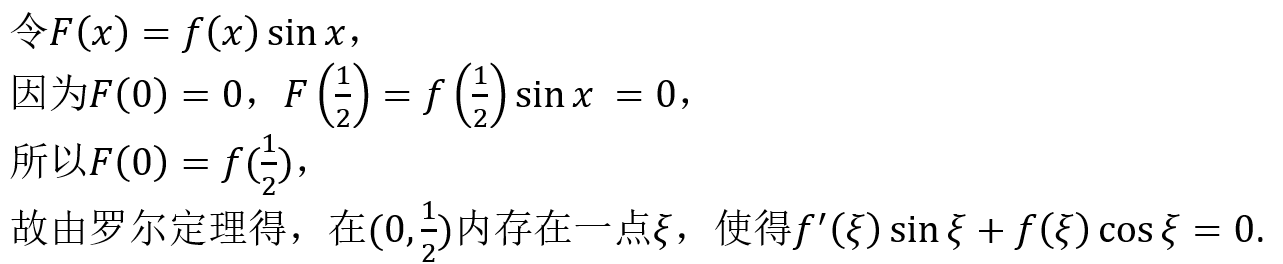 令F(x) = f(x) sin x，
因为F(0) = 0，F(1/2) = f(1/2) sin x = 0，
所以F(0) = f(1/2)，
故由罗尔定理得，在(0,1/2)内存在一点ξ，使得f′(ξ) sin ξ + f(ξ) cos ξ = 0.